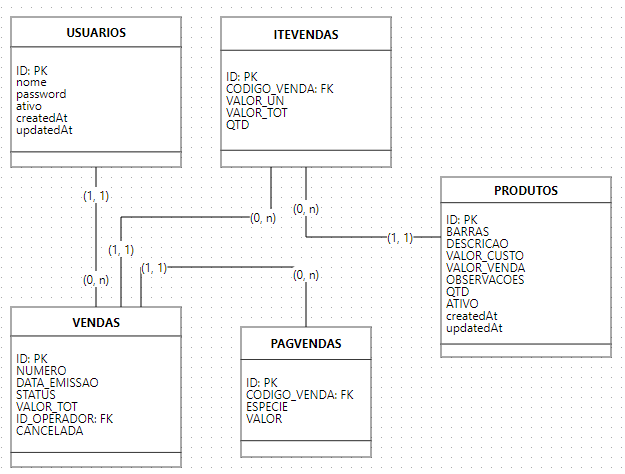 USUARIOS
ID: PK
nome
password
ativo
createdAt
updatedAt
ITEVENDAS
ID: PK
CODIGO_VENDA: FK
VALOR_UN
VALOR_TOT
QTD
PRODUTOS
ID: PK
BARRAS
DESCRICAO
VALOR_CUSTO
VALOR_VENDA
OBSERVACOES
QTD
ATIVO
createdAt
updatedAt
(1, 1)
(0, n)
(0, n)
(1, 1)
(1, 1)
(1, 1)
(0, n)
(0, n)
VENDAS
ID: PK
NUMERO
DATA_EMISSAO
STATUS
VALOR_TOT
ID_OPERADOR: FK
CANCELADA
PAGVENDAS
ID: PK
CODIGO_VENDA: FK
ESPECIE
VALOR